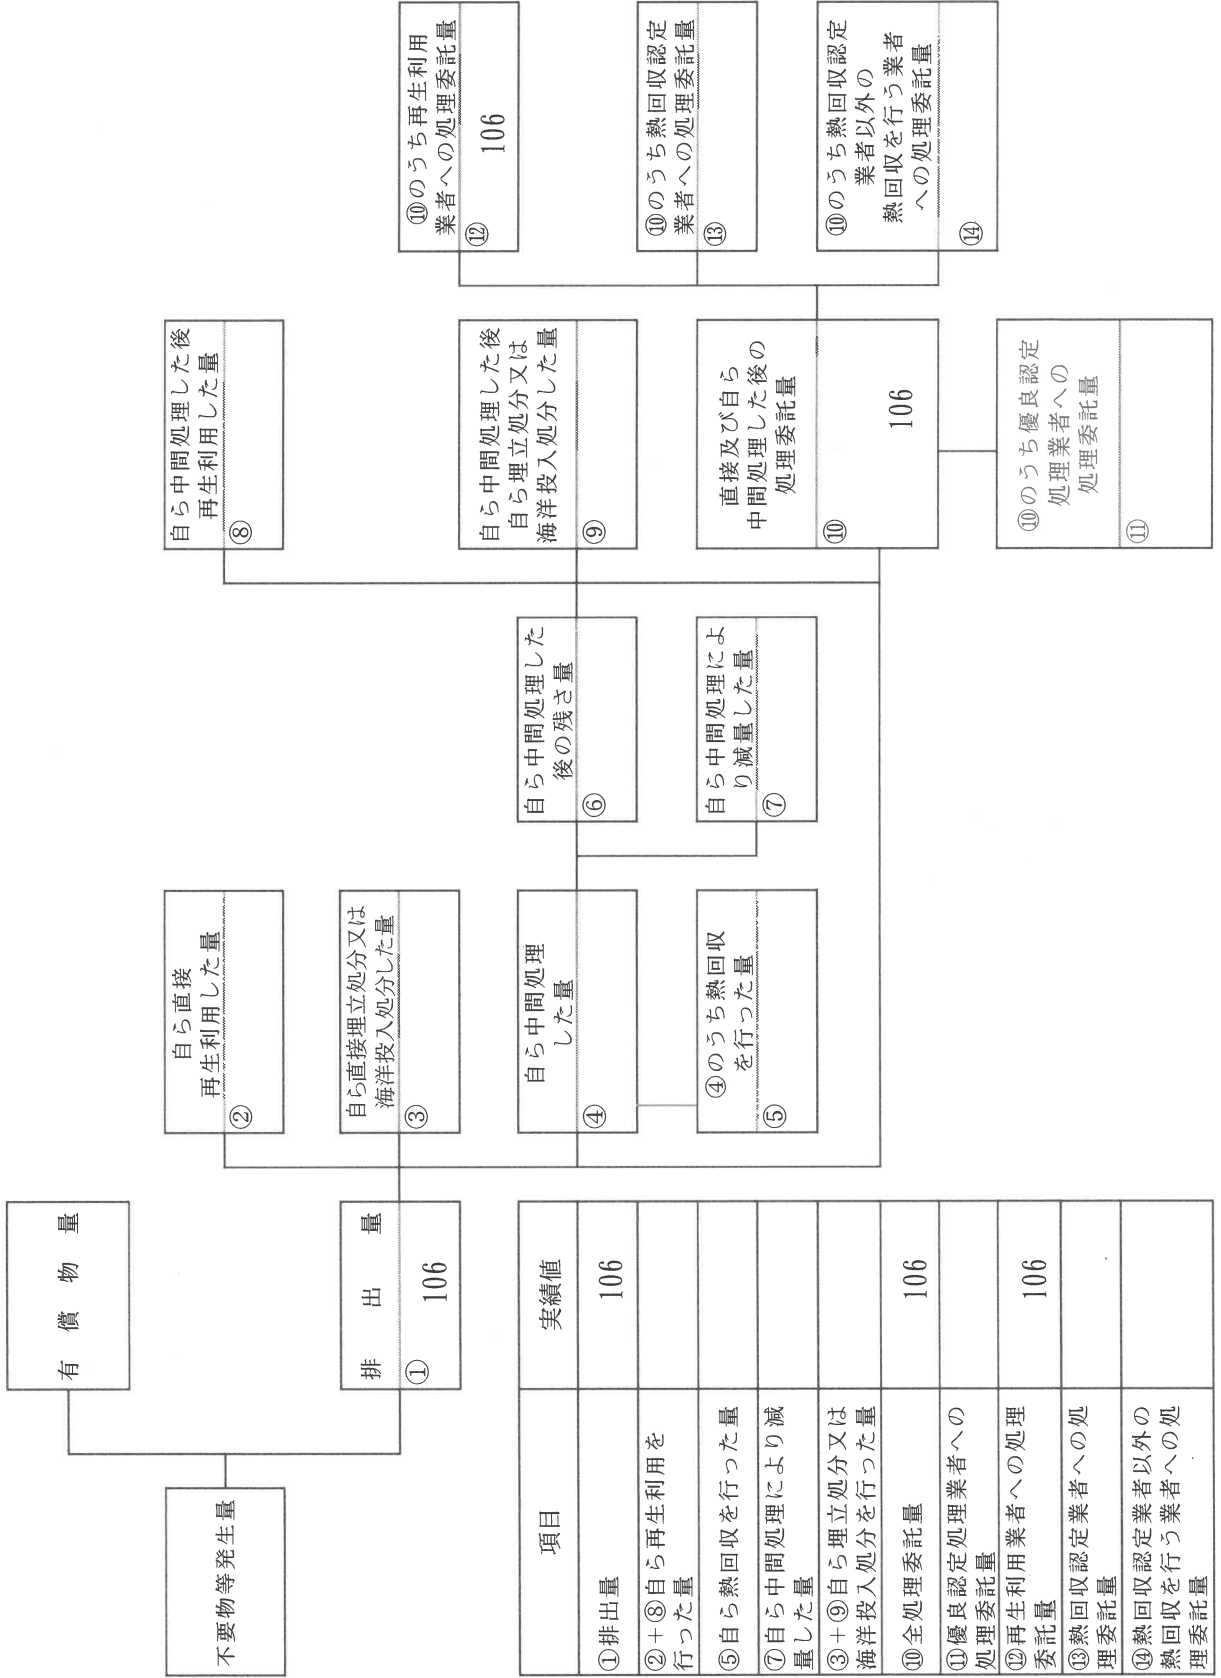 不要物等発生量
有償物量
排出量
①
106
自ら直接
再生利用した量
②
自ら直接埋立処分又は
海洋投入処分した量
③
自ら中間処理
した量
④
④のうち熱回収
を行った量
⑤
自ら中間処理した
後の残さ量
⑥
自ら中間処理によ
り減量した量
⑦
自ら中間処理した後
再生利用した量
⑧
自ら中間処理した後
自ら埋立処分又は
海洋投入処分した量
⑨
直接及び自ら
中間処理した後の
処理委託量
⑩
106
⑩のうち優良認定
処理業者への
処理委託量
⑪
⑩のうち再生利用
業者への処理委託量
⑫
106
⑩のうち熱回収認定
業者への処理委託量
⑬
⑩のうち熱回収認定
業者以外の
熱回収を行う業者
への処理委託量
⑭
項目 実績値
①排出量 106
②+⑧自ら再生利用を
行った量
⑤自ら熱回収を行った量
⑦自ら中間処理により減
量した量
③+⑨自ら埋立処分又は
海洋投入処分を行った量
⑩全処理委託量 106
⑪優良認定処理業者への
処理委託量
⑫再生利用業者への処理
委託量 106
⑬熱回収認定業者への処
理委託量
⑭熱回収認定業者以外の
熱回収を行う業者への処
理委託量